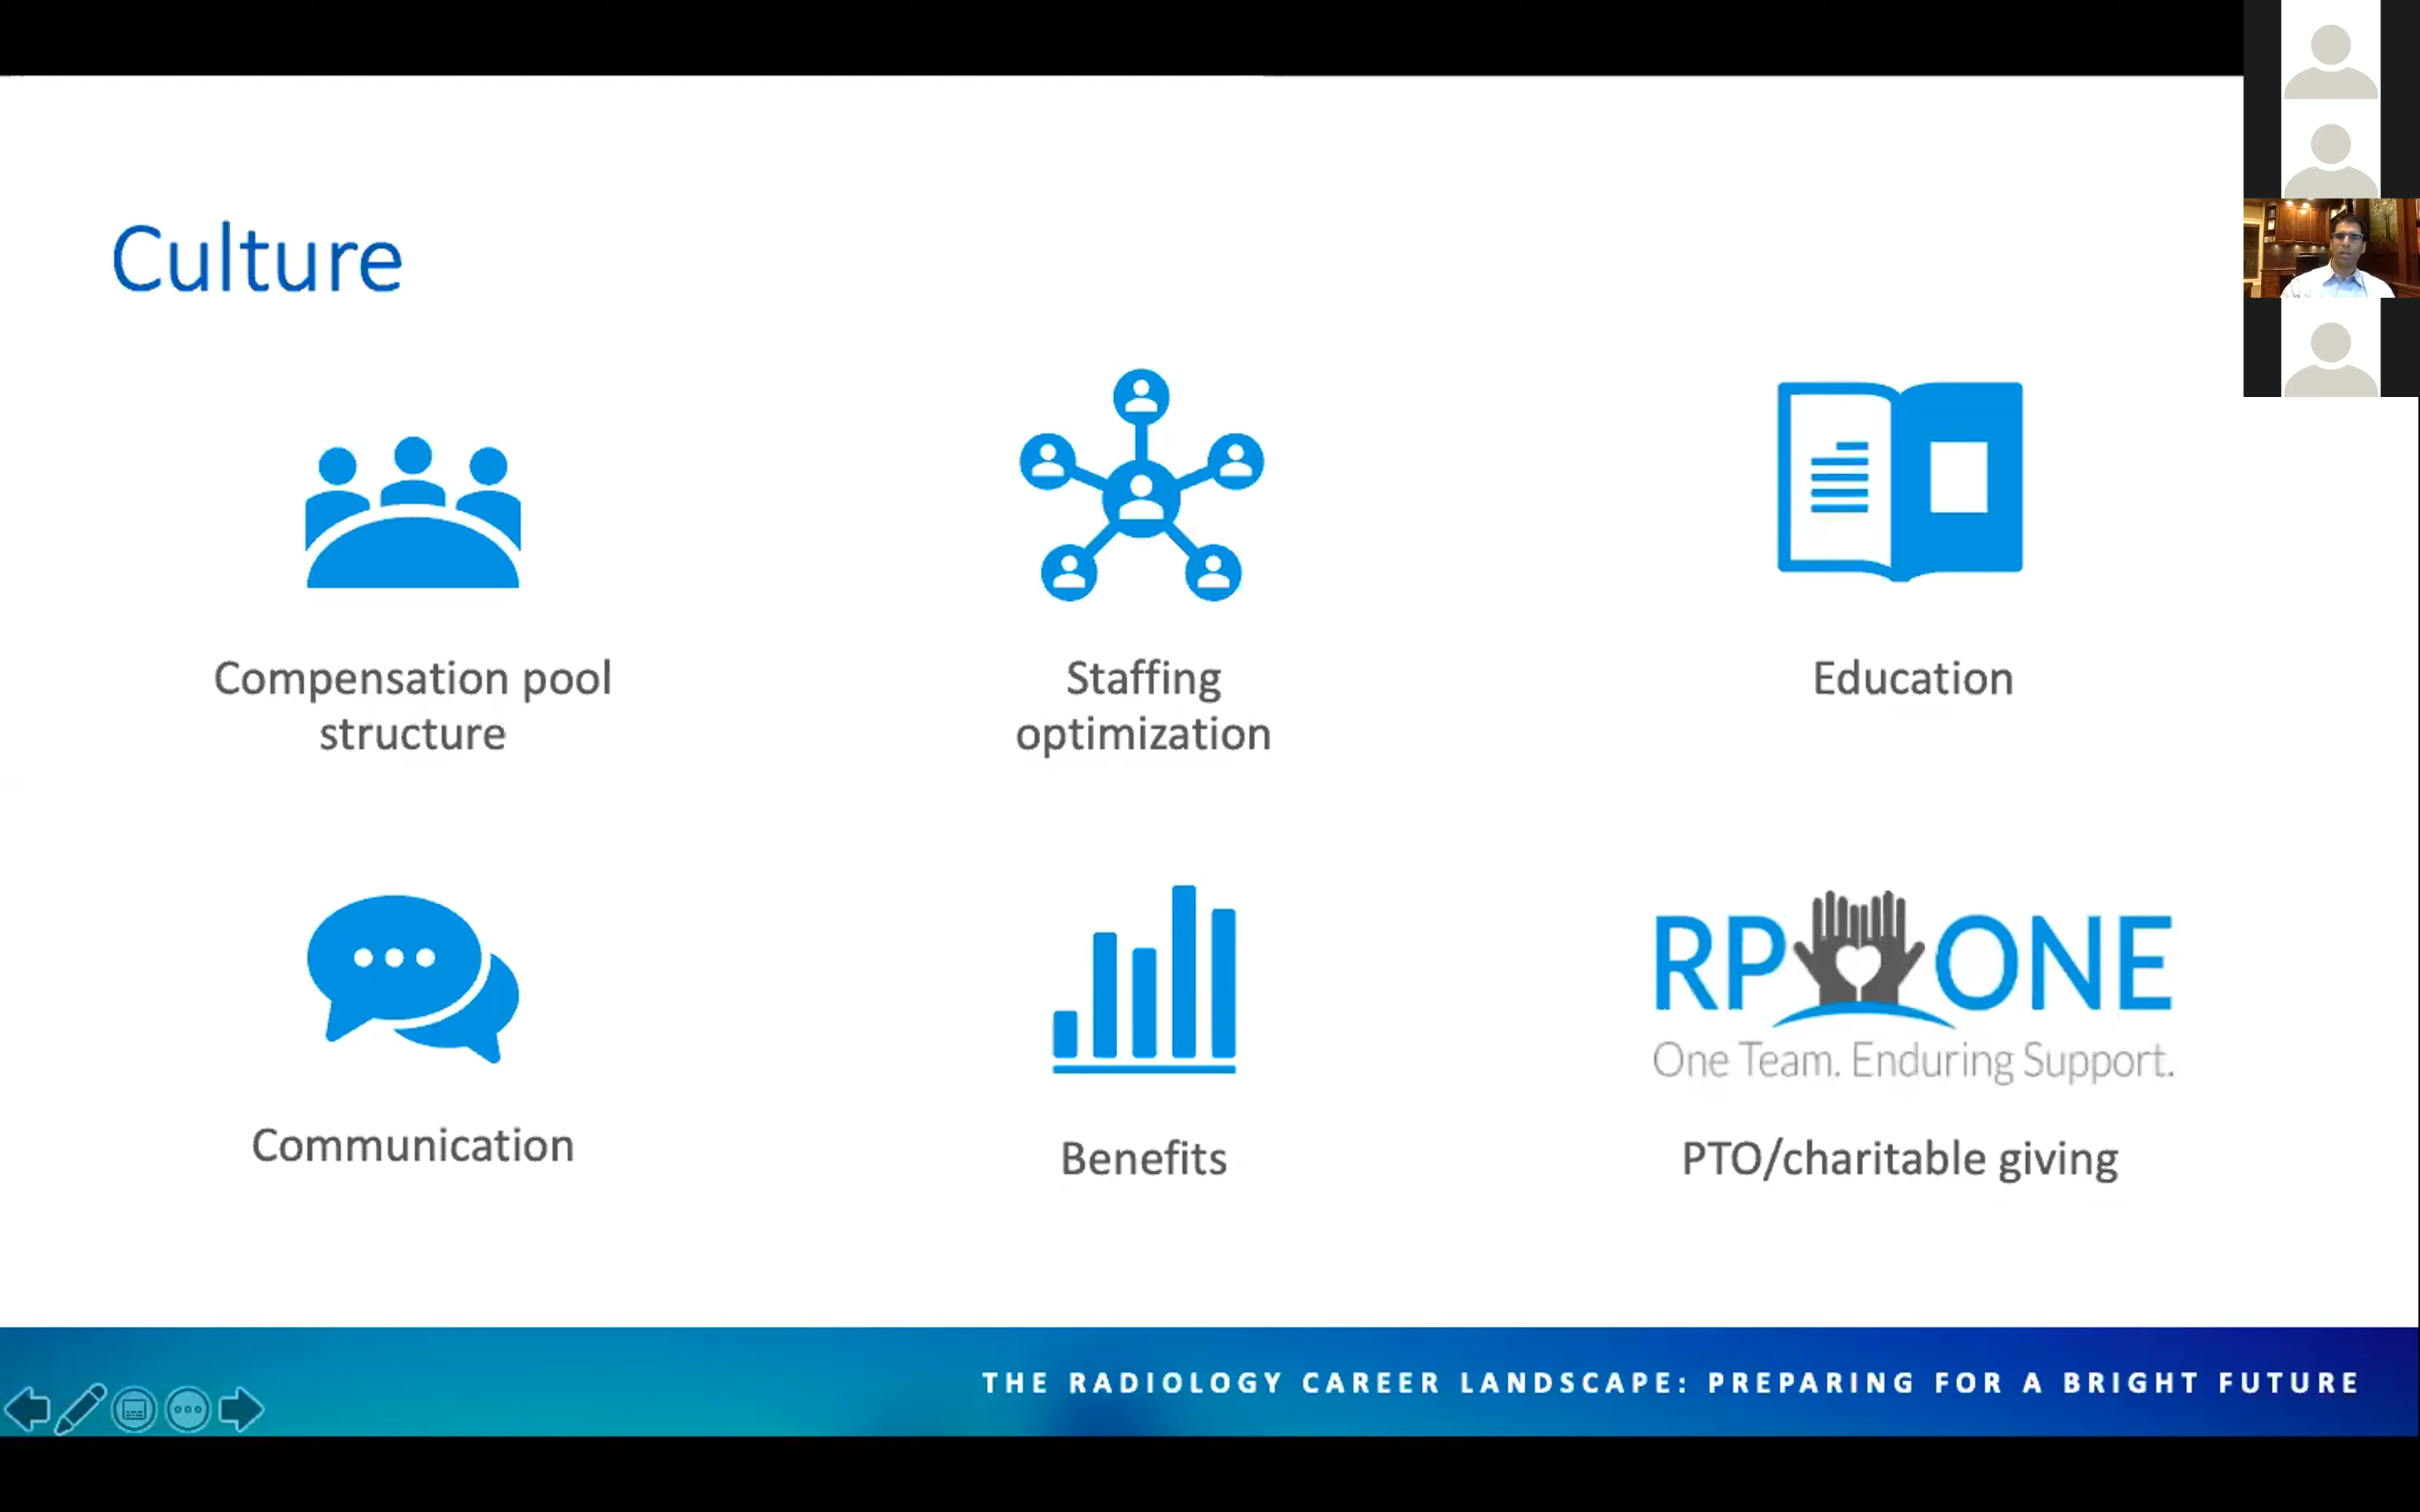 Culture
Compensation pool
structure
Staffing
optimization
Education
Communication
Benefits
RP ONE
One Team. Enduring Support.
PTO/charitable giving
THE RADIOLOGY CAREER LANDSCAPE: PREPARING FOR A BRIGHT FUTURE